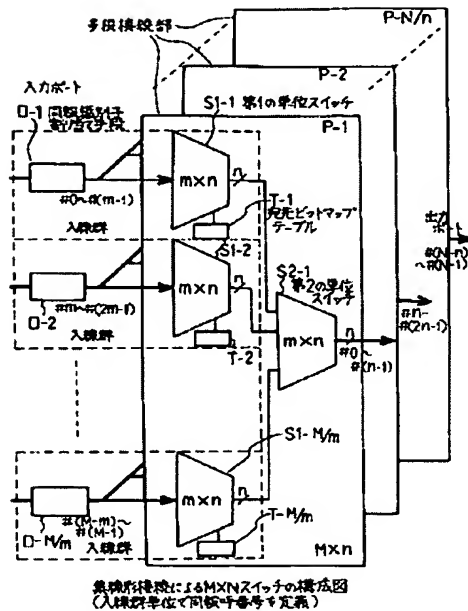 多段接続部
P-N/n
P-2
P-1
入力ポート
D-1 同報識別子
割り当て手段
S1-1 第1の単位スイッチ
m×n
n
#0~#(m-1)
入線群
T-1
宛先ビットマップ
テーブル
S1-2
m×n
n
#m~#(2m-1)
入線群
D-2
T-2
S2-1
第2の単位
スイッチ
m×n
n
#0~
#(n-1)
出力
ポート
#(N-n)
~#(N-1)
#n~
#(2n-1)
S1-M/m
m×n
n
#(M-m)~
#(M-1)
入線群
D-M/m
T-M/m
M×n
集線形接続によるM×Nスイッチの構成図
(入線群単位で同報呼番号を定義)